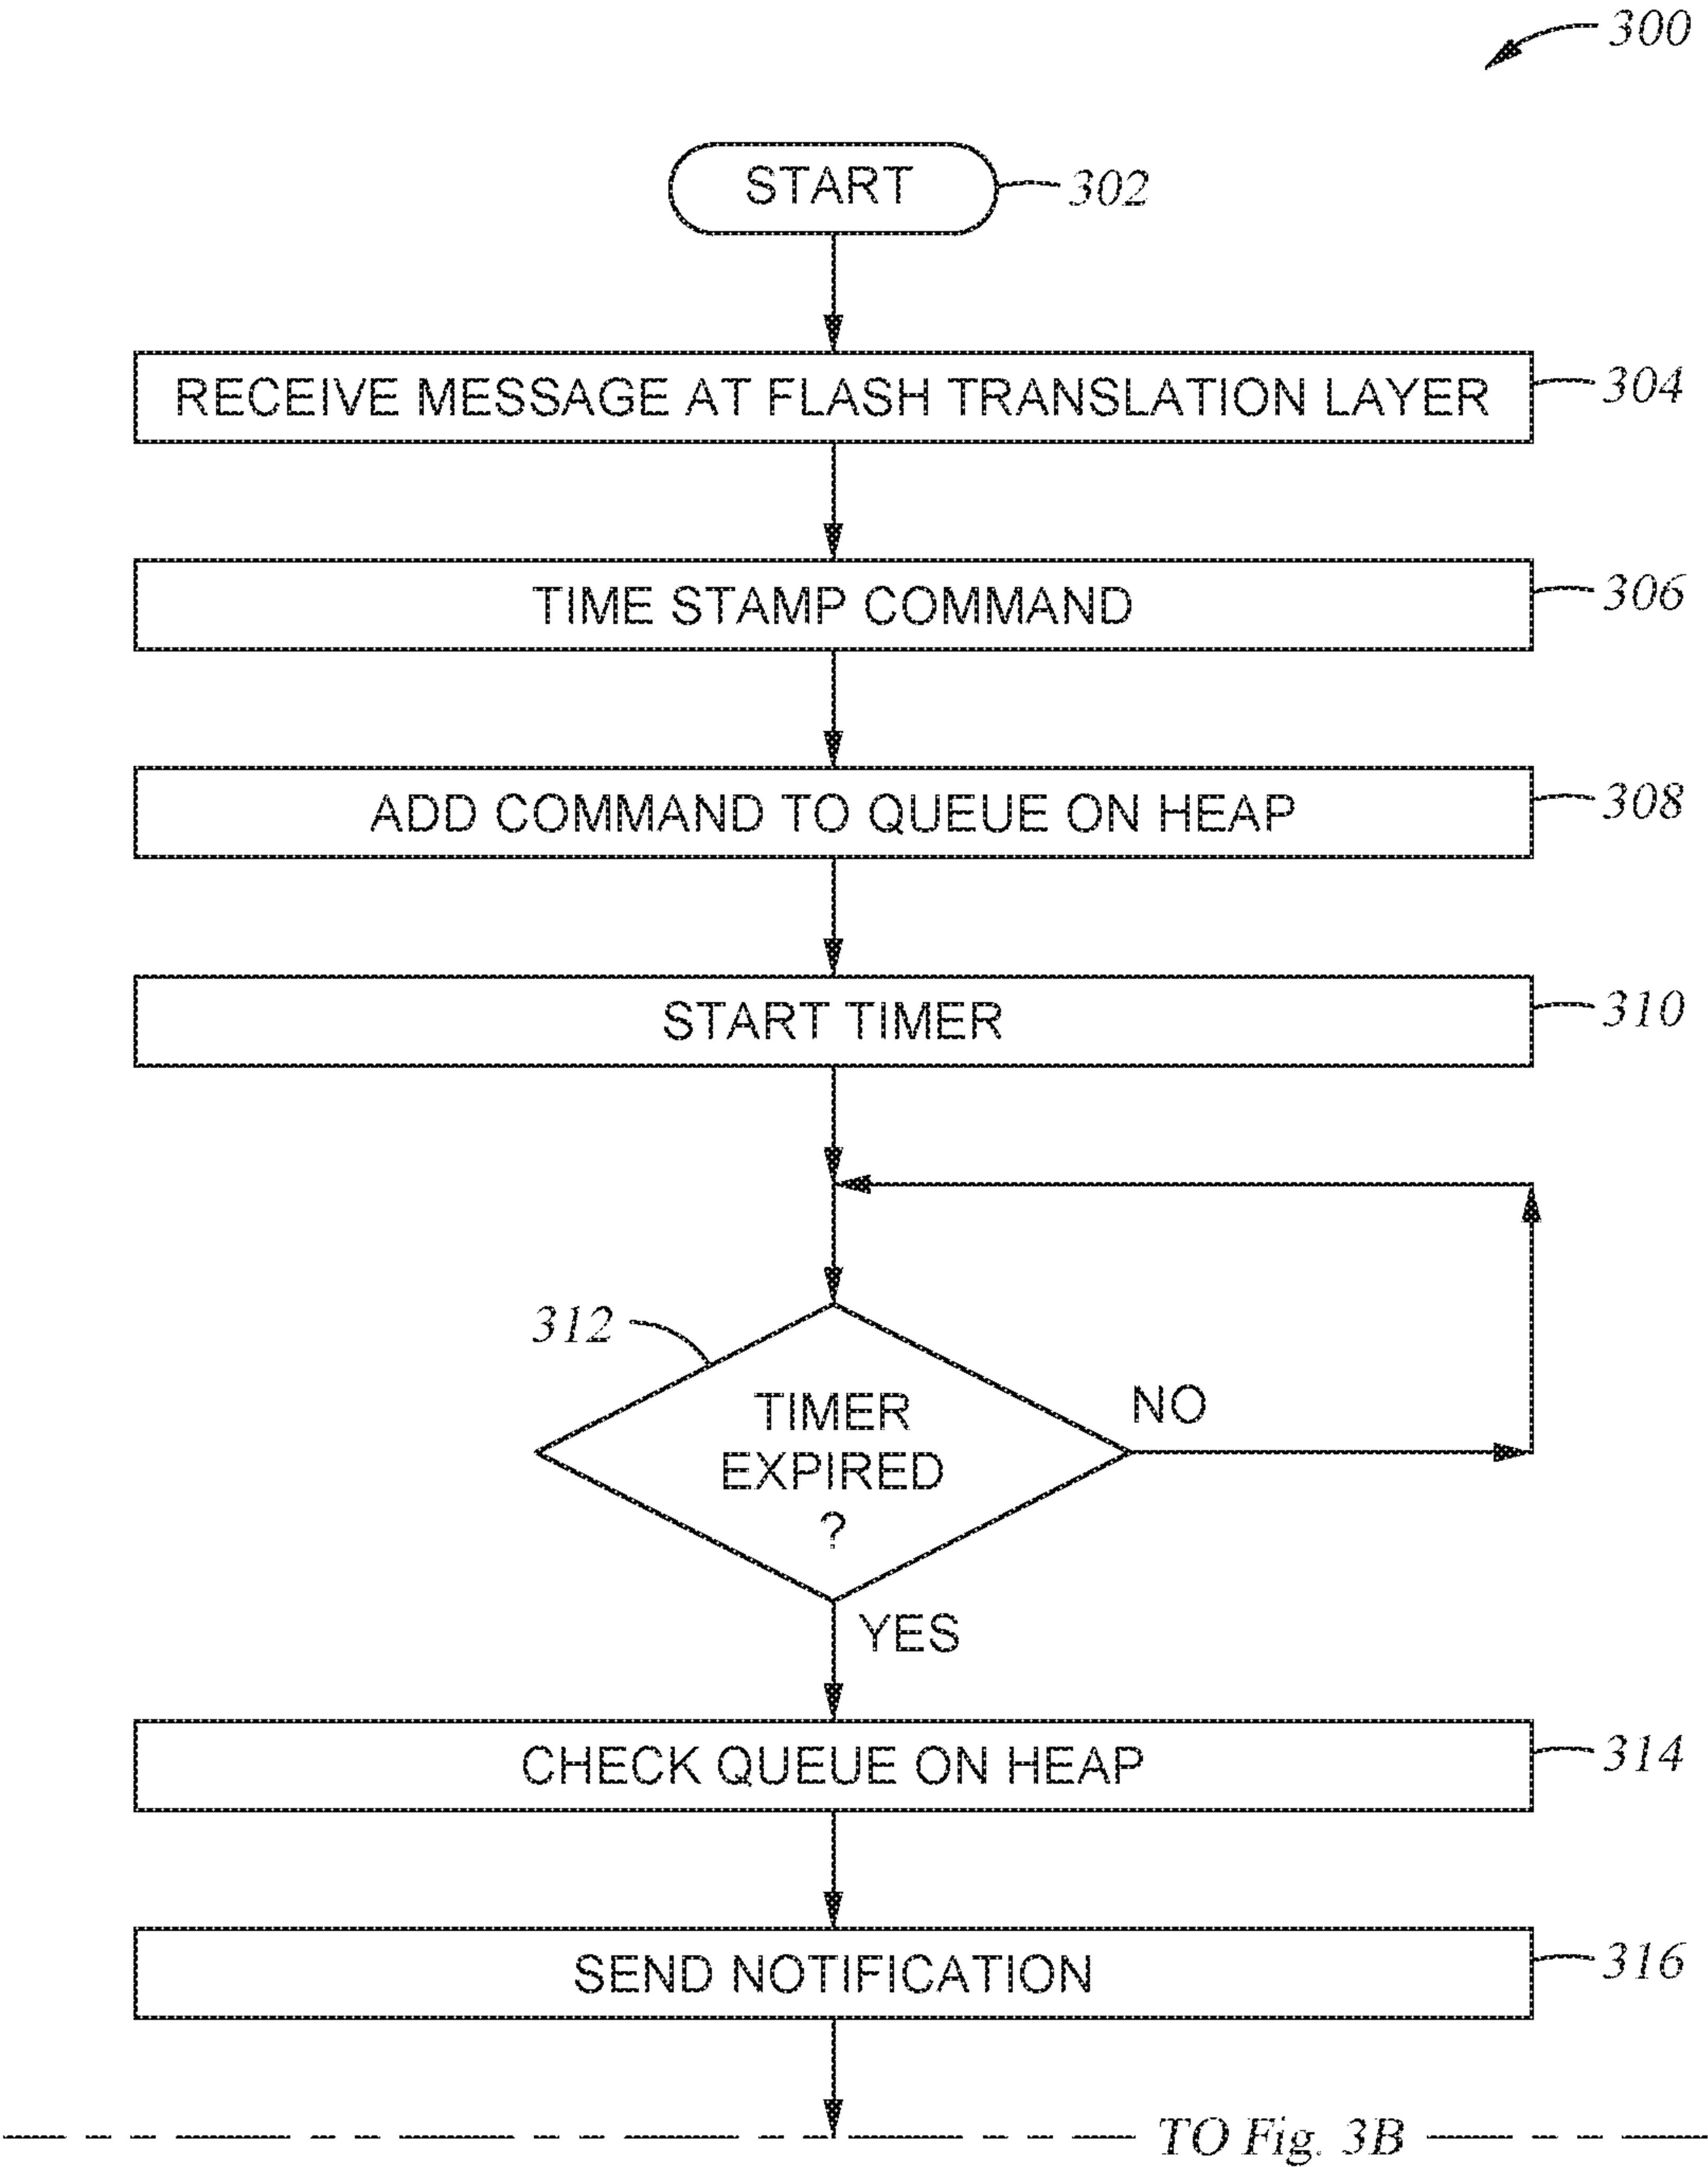 300
START 302
RECEIVE MESSAGE AT FLASH TRANSLATION LAYER 304
TIME STAMP COMMAND 306
ADD COMMAND TO QUEUE ON HEAP 308
START TIMER 310
312
TIMER
EXPIRED
?
NO
YES
CHECK QUEUE ON HEAP 314
SEND NOTIFICATION 316
TO Fig. 3B